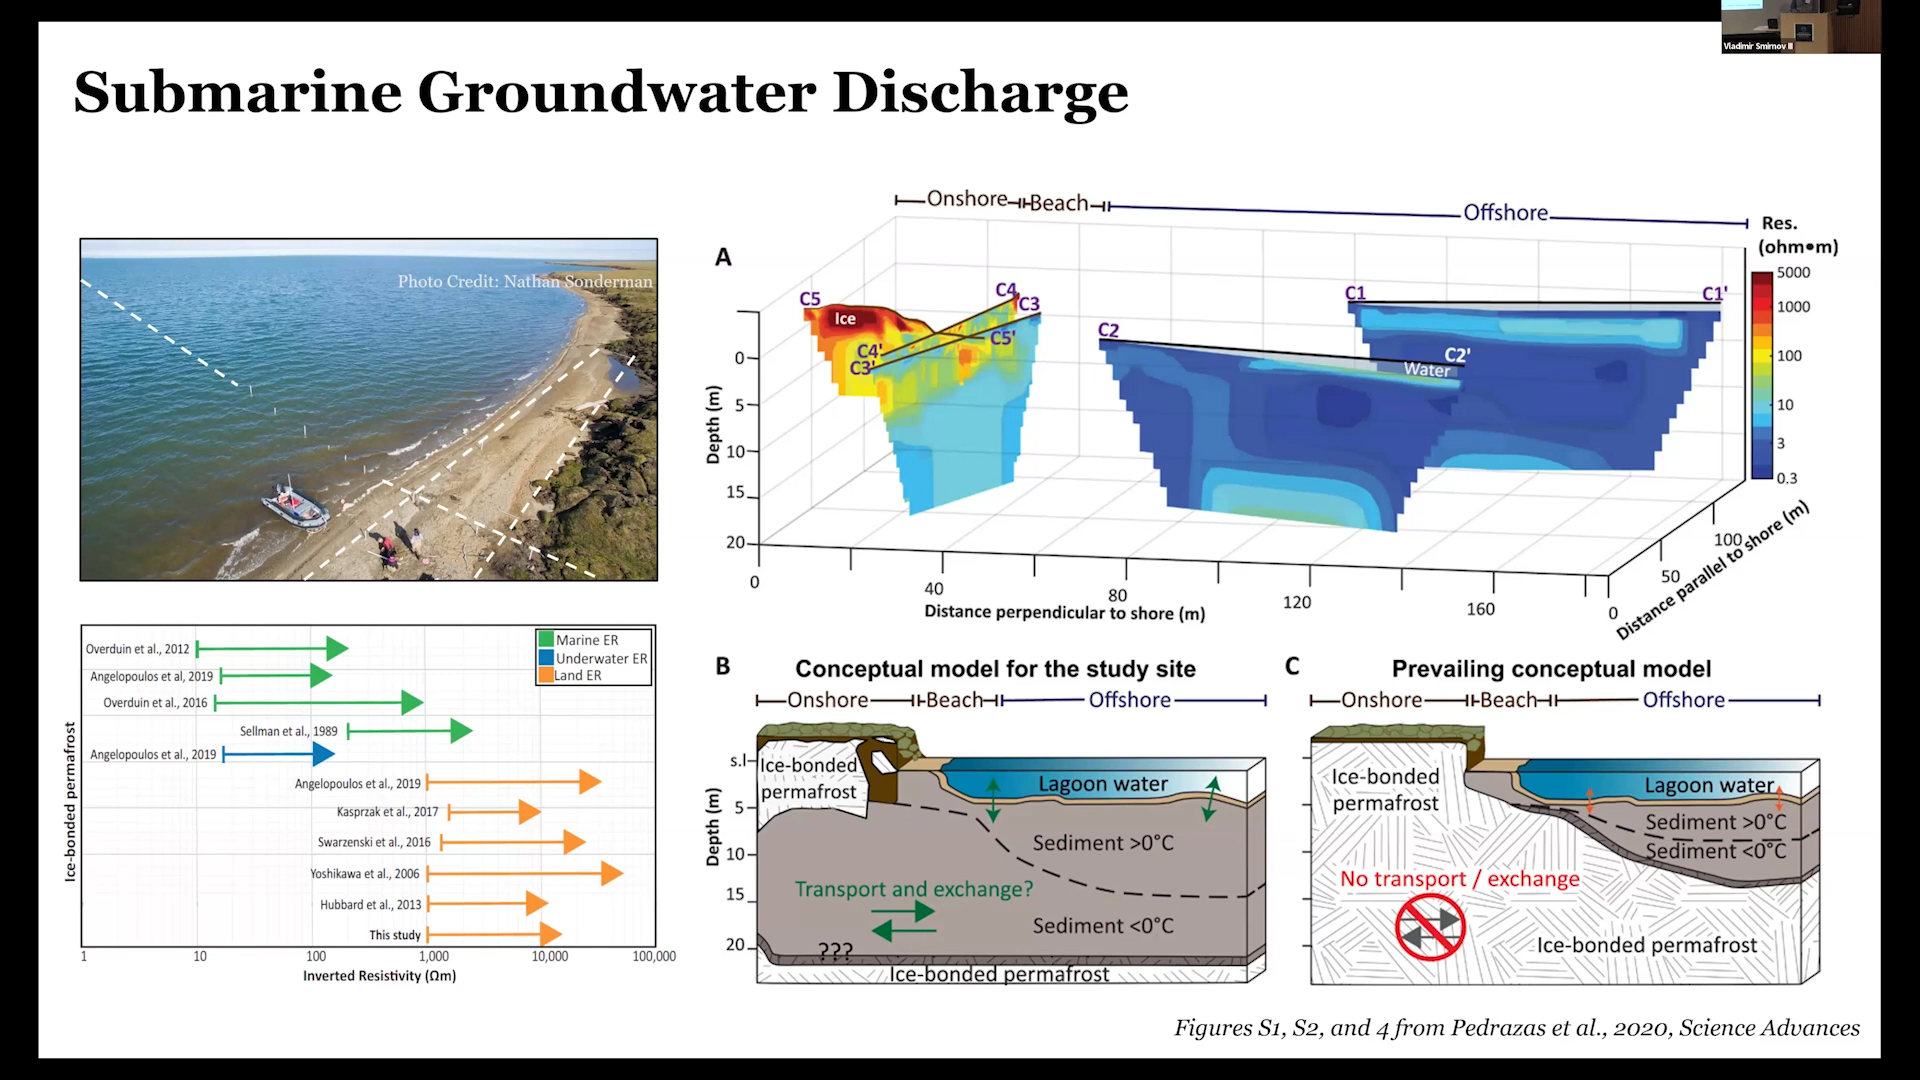 Vladimir Smirnov III
Submarine Groundwater Discharge
Photo Credit: Nathan Sonderman
Onshore Beach Offshore
Res.
(ohm•m)
A
5000
1000
100
10
3
0.3
C5
Ice
C4
C3
C5'
C4'
C3'
C2
C2'
Water
C1
C1'
Depth (m)
0
5
10
15
20
0
40
80
120
160
Distance perpendicular to shore (m)
0
50
100
Distance parallel to shore (m)
Marine ER
Underwater ER
Land ER
Ice-bonded permafrost
Overduin et al., 2012
Angelopoulos et al, 2019
Overduin et al., 2016
Sellman et al., 1989
Angelopoulos et al., 2019
Angelopoulos et al., 2019
Kasprzak et al., 2017
Swarzenski et al., 2016
Yoshikawa et al., 2006
Hubbard et al., 2013
This study
1 10 100 1,000 10,000 100,000
Inverted Resistivity (Ωm)
B
Conceptual model for the study site
Onshore Beach Offshore
Depth (m)
s.l
5
10
15
20
Ice-bonded
permafrost
Lagoon water
Sediment >0°C
Transport and exchange?
Sediment <0°C
???
Ice-bonded permafrost
C
Prevailing conceptual model
Onshore Beach Offshore
Ice-bonded
permafrost
Lagoon water
Sediment >0°C
Sediment <0°C
No transport / exchange
Ice-bonded permafrost
Figures S1, S2, and 4 from Pedrazas et al., 2020, Science Advances